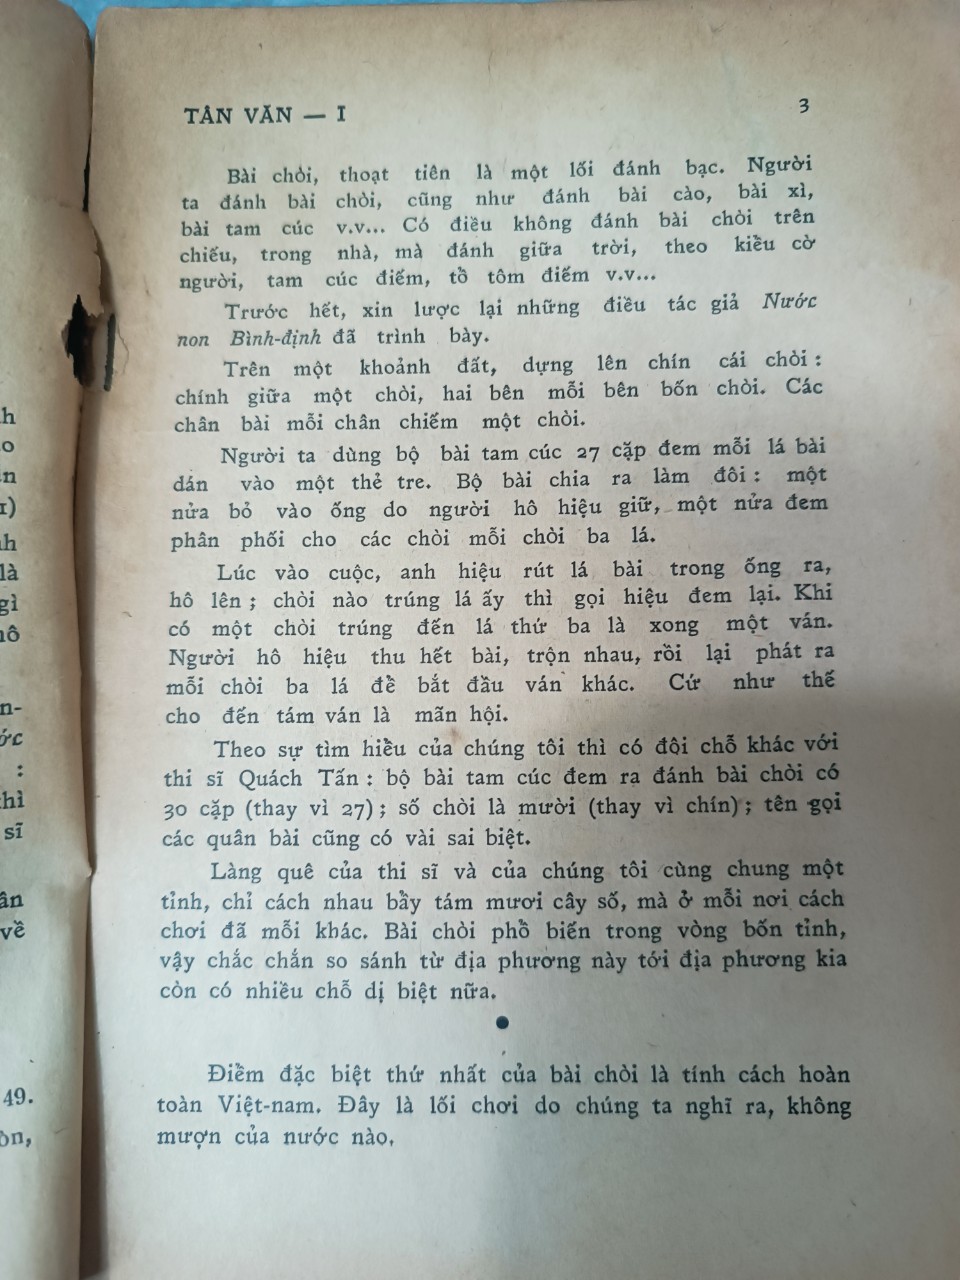 TÂN VĂN — I
3
Bài chòi, thoạt tiên là một lối đánh bạc. Người
ta đánh bài chòi, cũng như đánh bài cào, bài xì,
bài tam cúc v.v... Có điều không đánh bài chòi trên
chiếu, trong nhà, mà đánh giữa trời, theo kiểu cờ
người, tam cúc điếm, tổ tôm điếm v.v...
Trước hết, xin lược lại những điều tác giả Nước
non Bình-định đã trình bày.
Trên một khoảnh đất, dựng lên chín cái chòi :
chính giữa một chòi, hai bên mỗi bên bốn chòi. Các
chân bài mỗi chân chiếm một chòi.
Người ta dùng bộ bài tam cúc 27 cặp đem mỗi lá bài
dán vào một thẻ tre. Bộ bài chia ra làm đôi : một
nửa bỏ vào ống do người hô hiệu giữ, một nửa đem
phân phối cho các chòi mỗi chòi ba lá.
Lúc vào cuộc, anh hiệu rút lá bài trong ống ra,
hô lên ; chòi nào trúng lá ấy thì gọi hiệu đem lại. Khi
có một chòi trúng đến lá thứ ba là xong một ván.
Người hô hiệu thu hết bài, trộn nhau, rồi lại phát ra
mỗi chòi ba lá để bắt đầu ván khác. Cứ như thế
cho đến tám ván là mãn hội.
Theo sự tìm hiểu của chúng tôi thì có đôi chỗ khác với
thi sĩ Quách Tấn : bộ bài tam cúc đem ra đánh bài chòi có
30 cặp (thay vì 27) ; số chòi là mười (thay vì chín) ; tên gọi
các quân bài cũng có vài sai biệt.
Làng quê của thi sĩ và của chúng tôi cùng chung một
tỉnh, chỉ cách nhau bẩy tám mươi cây số, mà ở mỗi nơi cách
chơi đã mỗi khác. Bài chòi phổ biến trong vòng bốn tỉnh,
vậy chắc chắn so sánh từ địa phương này tới địa phương kia
còn có nhiều chỗ dị biệt nữa.
●
Điểm đặc biệt thứ nhất của bài chòi là tính cách hoàn
toàn Việt-nam. Đây là lối chơi do chúng ta nghĩ ra, không
mượn của nước nào.